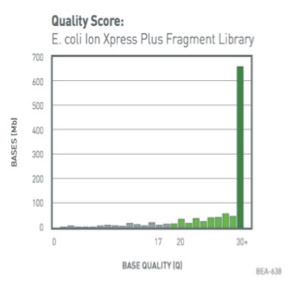 Quality Score:
E. coli Ion Xpress Plus Fragment Library
700
600
500
400
300
200
100
0
BASES (Mb)
0 17 20 30+
BASE QUALITY (Q)
BEA-638